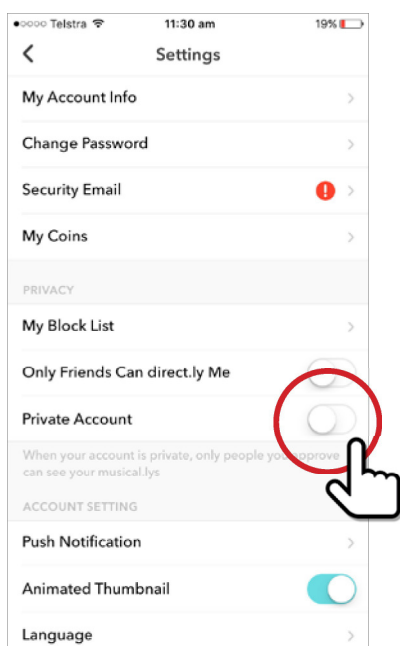 Telstra 11:30 am 19%
Settings
My Account Info
Change Password
Security Email
My Coins
PRIVACY
My Block List
Only Friends Can direct.ly Me
Private Account
When your account is private, only people you approve
can see your musical.lys
ACCOUNT SETTING
Push Notification
Animated Thumbnail
Language